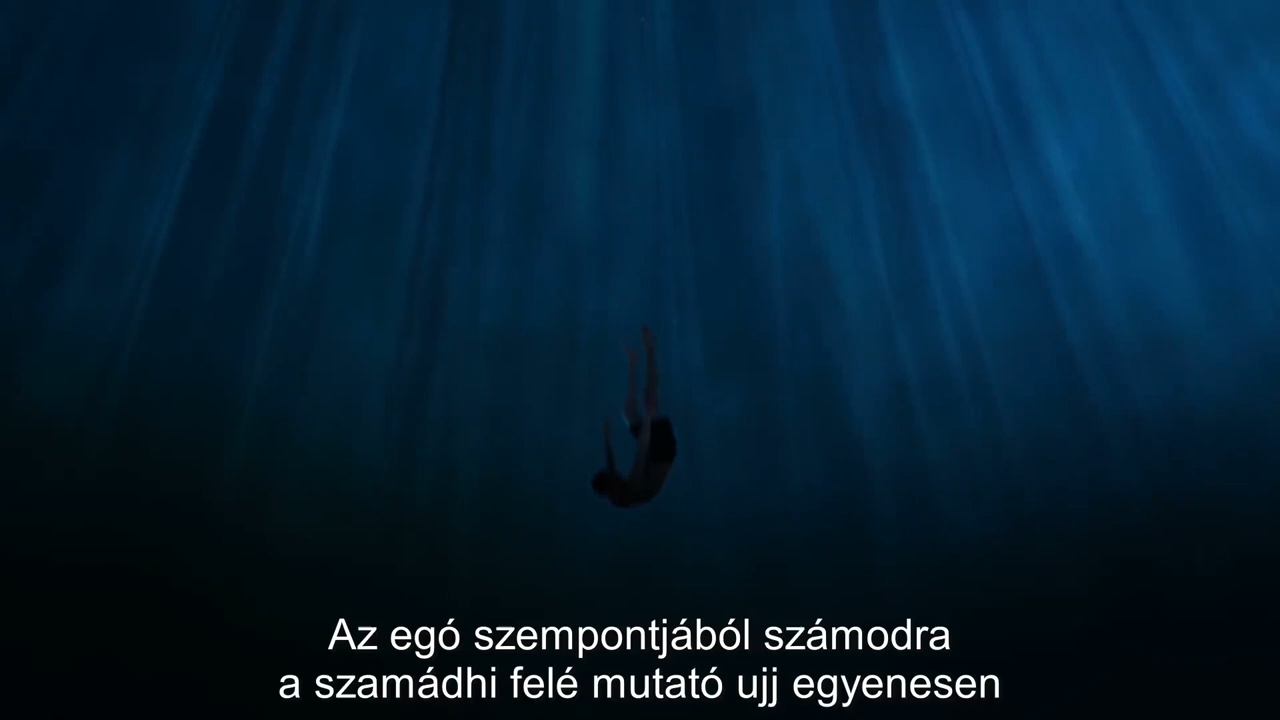 Az egó szempontjából számodra
a szamádhi felé mutató ujj egyenesen